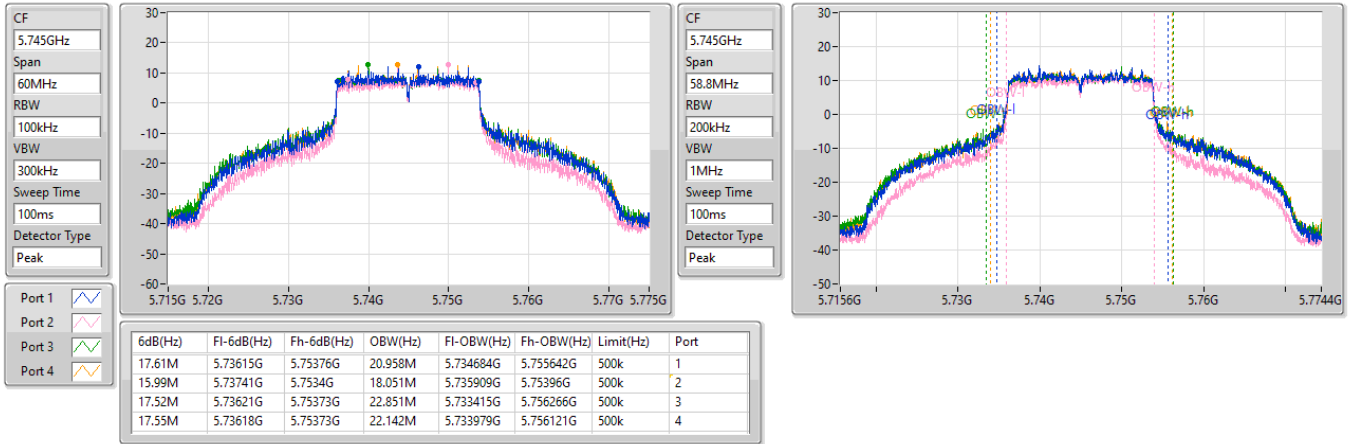 CF
5.745GHz
Span
60MHz
RBW
100kHz
VBW
300kHz
Sweep Time
100ms
Detector Type
Peak
30
20
10
0
-10
-20
-30
-40
-50
-60
5.715G 5.72G 5.73G 5.74G 5.75G 5.76G 5.77G 5.775G
CF
5.745GHz
Span
58.8MHz
RBW
200kHz
VBW
1MHz
Sweep Time
100ms
Detector Type
Peak
30
20
10
0
-10
-20
-30
-40
-50
5.7156G 5.73G 5.74G 5.75G 5.76G 5.7744G
OBW-l
Port 1
Port 2
Port 3
Port 4
6dB(Hz) Fl-6dB(Hz) Fh-6dB(Hz) OBW(Hz) Fl-OBW(Hz) Fh-OBW(Hz) Limit(Hz) Port
17.61M 5.73615G 5.75376G 20.958M 5.734684G 5.755642G 500k 1
15.99M 5.73741G 5.7534G 18.051M 5.735909G 5.75396G 500k 2
17.52M 5.73621G 5.75373G 22.851M 5.733415G 5.756266G 500k 3
17.55M 5.73618G 5.75373G 22.142M 5.733979G 5.756121G 500k 4